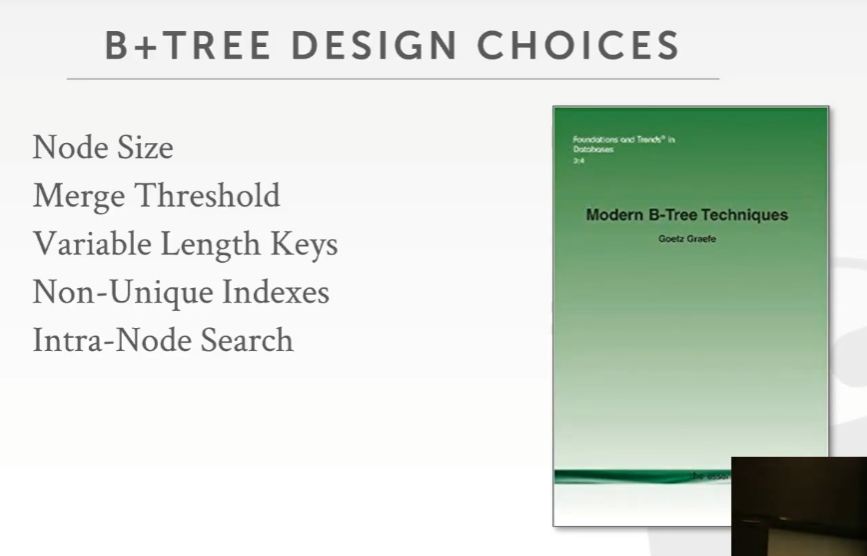 B+TREE DESIGN CHOICES
Node Size
Merge Threshold
Variable Length Keys
Non-Unique Indexes
Intra-Node Search
Foundations and Trends® in
Databases
3:4
Modern B-Tree Techniques
Goetz Graefe